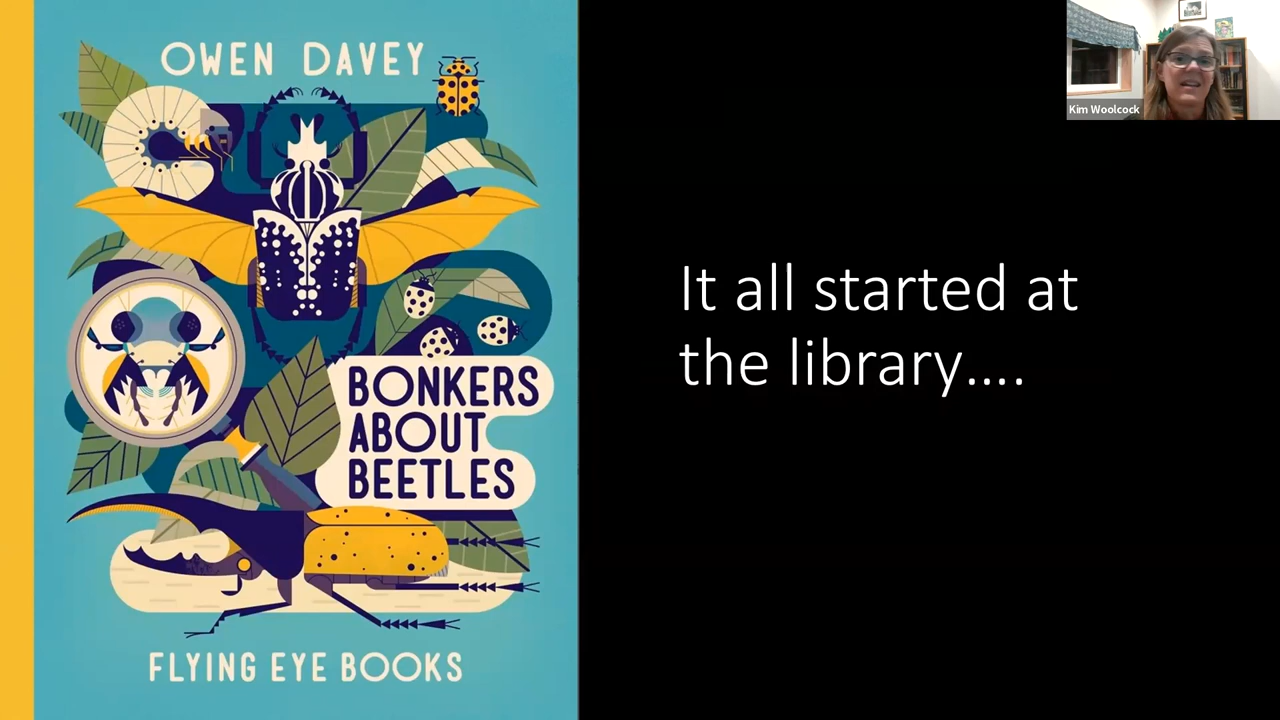 OWEN DAVEY
BONKERS
ABOUT
BEETLES
FLYING EYE BOOKS
It all started at
the library....
Kim Woolcock